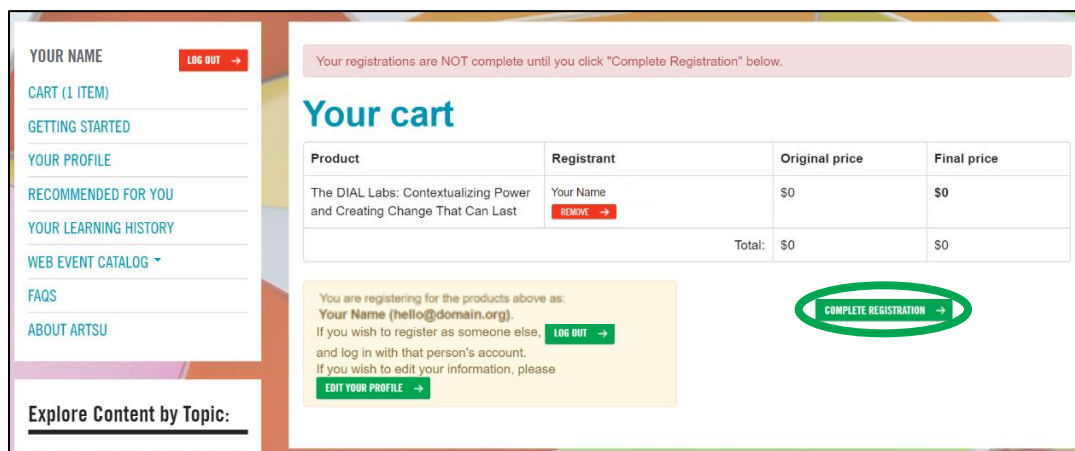 YOUR NAME
LOG OUT →
CART (1 ITEM)
GETTING STARTED
YOUR PROFILE
RECOMMENDED FOR YOU
YOUR LEARNING HISTORY
WEB EVENT CATALOG
FAQS
ABOUT ARTSU
Explore Content by Topic:
Your registrations are NOT complete until you click "Complete Registration" below.
Your cart
Product Registrant Original price Final price
The DIAL Labs: Contextualizing Power Your Name $0 $0
and Creating Change That Can Last REMOVE →
Total: $0 $0
You are registering for the products above as:
Your Name (hello@domain.org).
If you wish to register as someone else, LOG OUT →
and log in with that person's account.
If you wish to edit your information, please
EDIT YOUR PROFILE →
COMPLETE REGISTRATION →